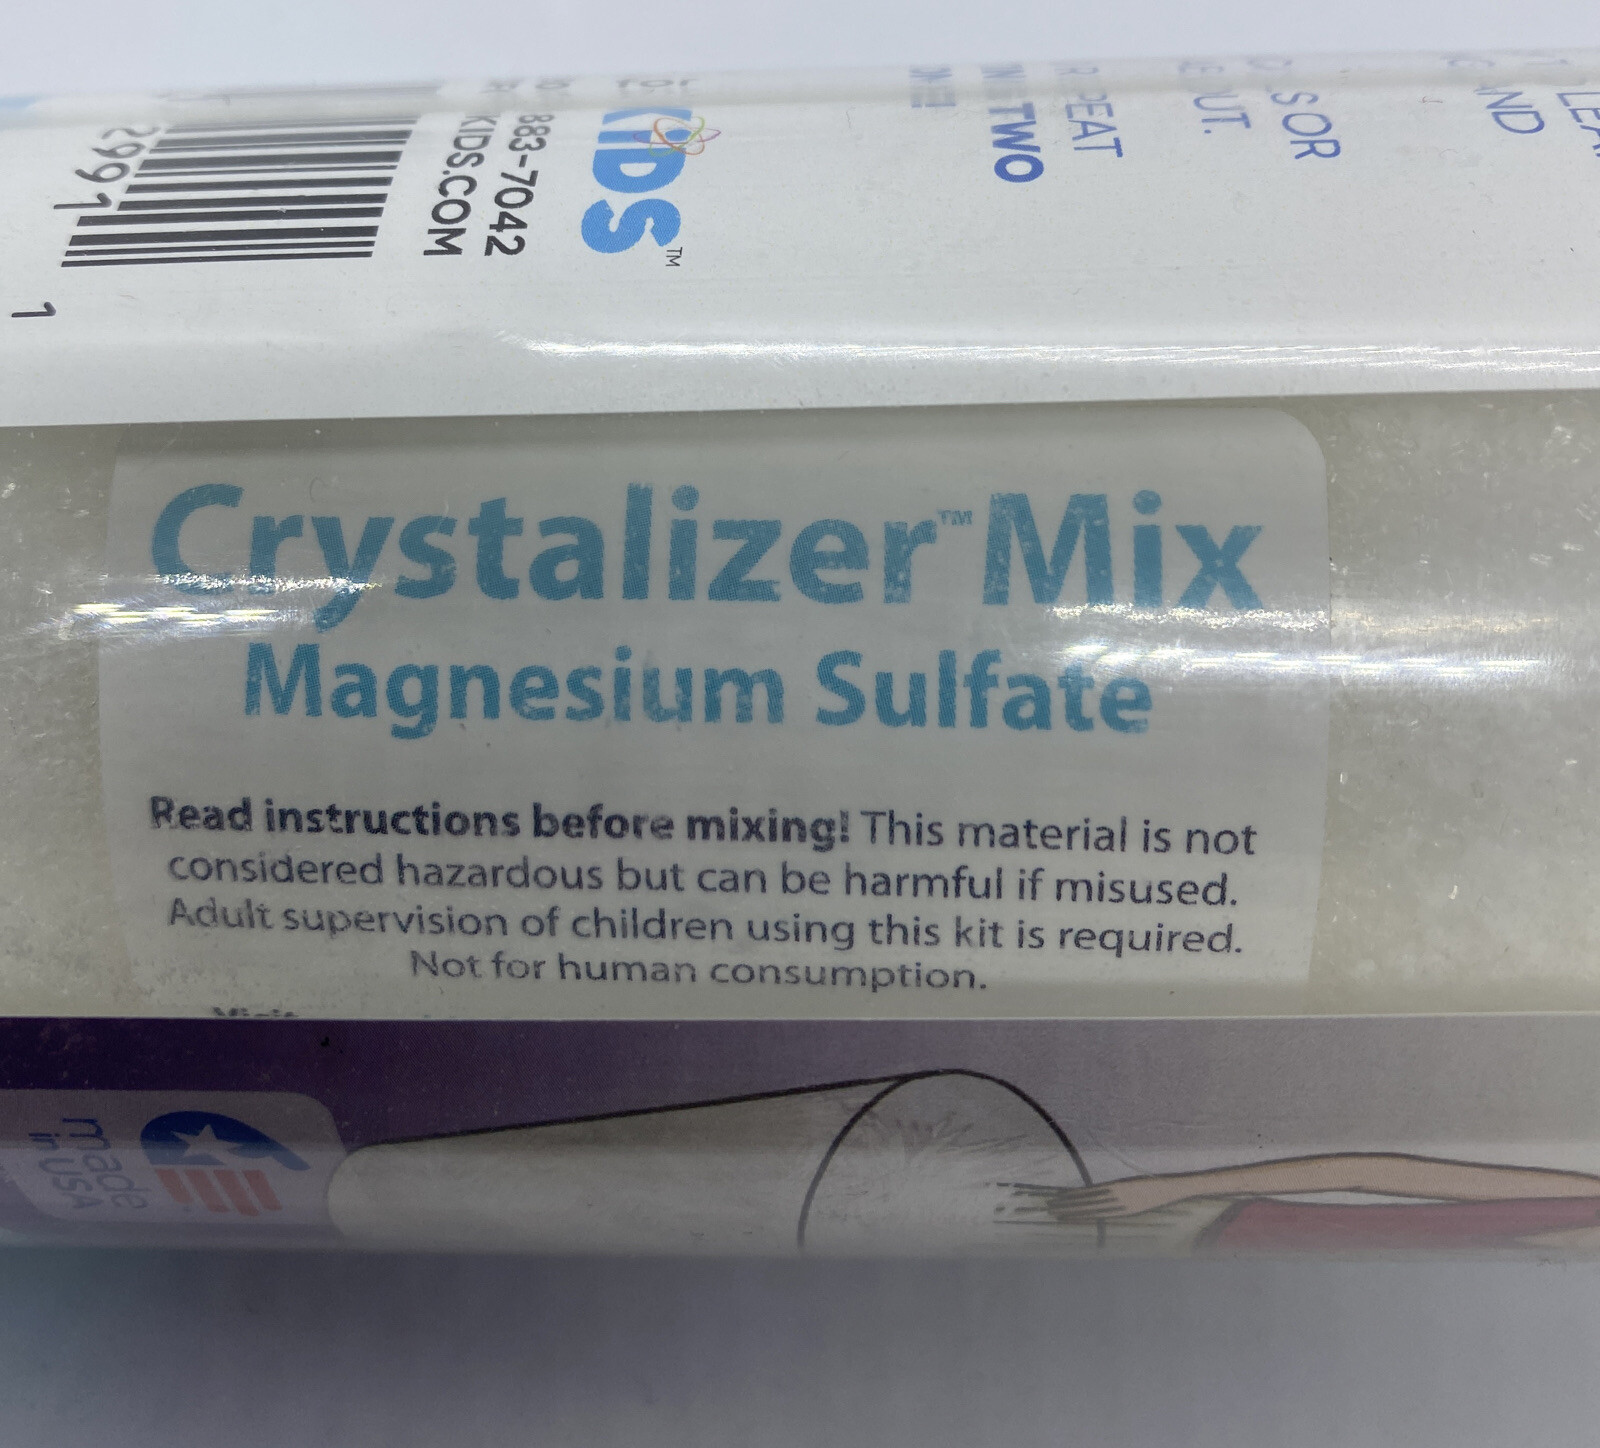 Crystalizer™ Mix
Magnesium Sulfate
Read instructions before mixing! This material is not
considered hazardous but can be harmful if misused.
Adult supervision of children using this kit is required.
Not for human consumption.
TWO
OR
UT.
883-7042
KIDS.COM
KiDS™
2991
1
made
in USA